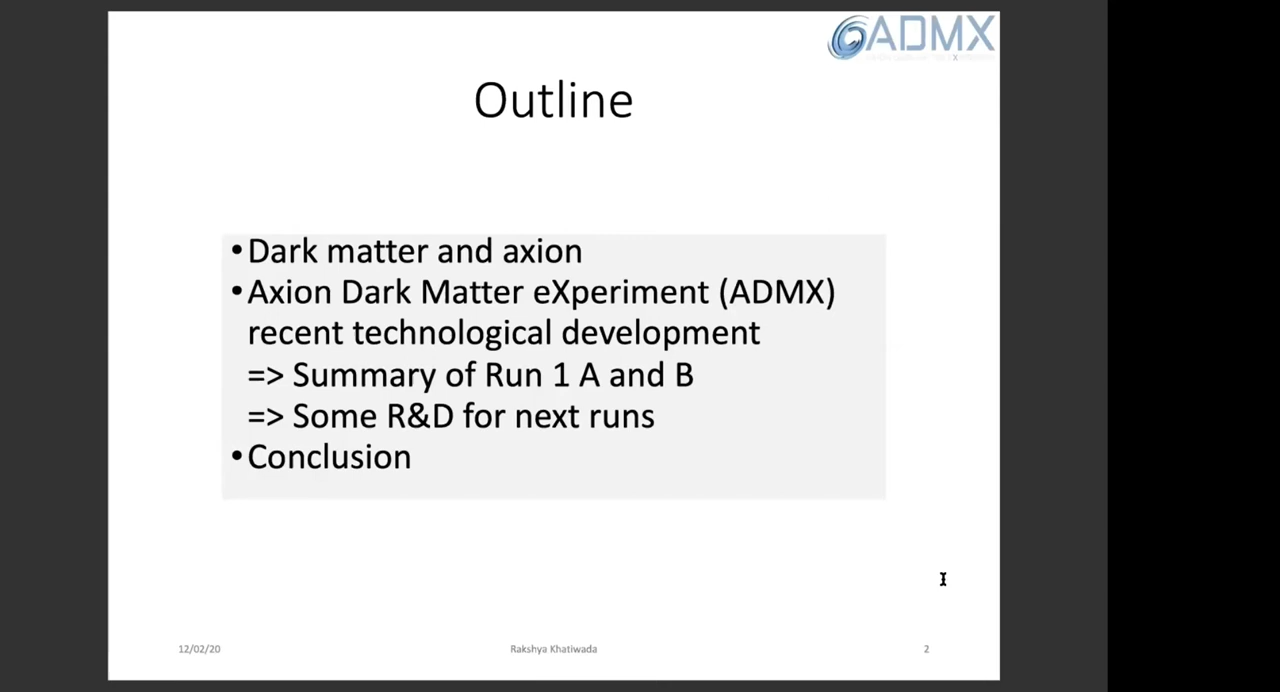 ADMX
Outline
•Dark matter and axion
•Axion Dark Matter eXperiment (ADMX)
recent technological development
=> Summary of Run 1 A and B
=> Some R&D for next runs
•Conclusion
12/02/20
Rakshya Khatiwada
2